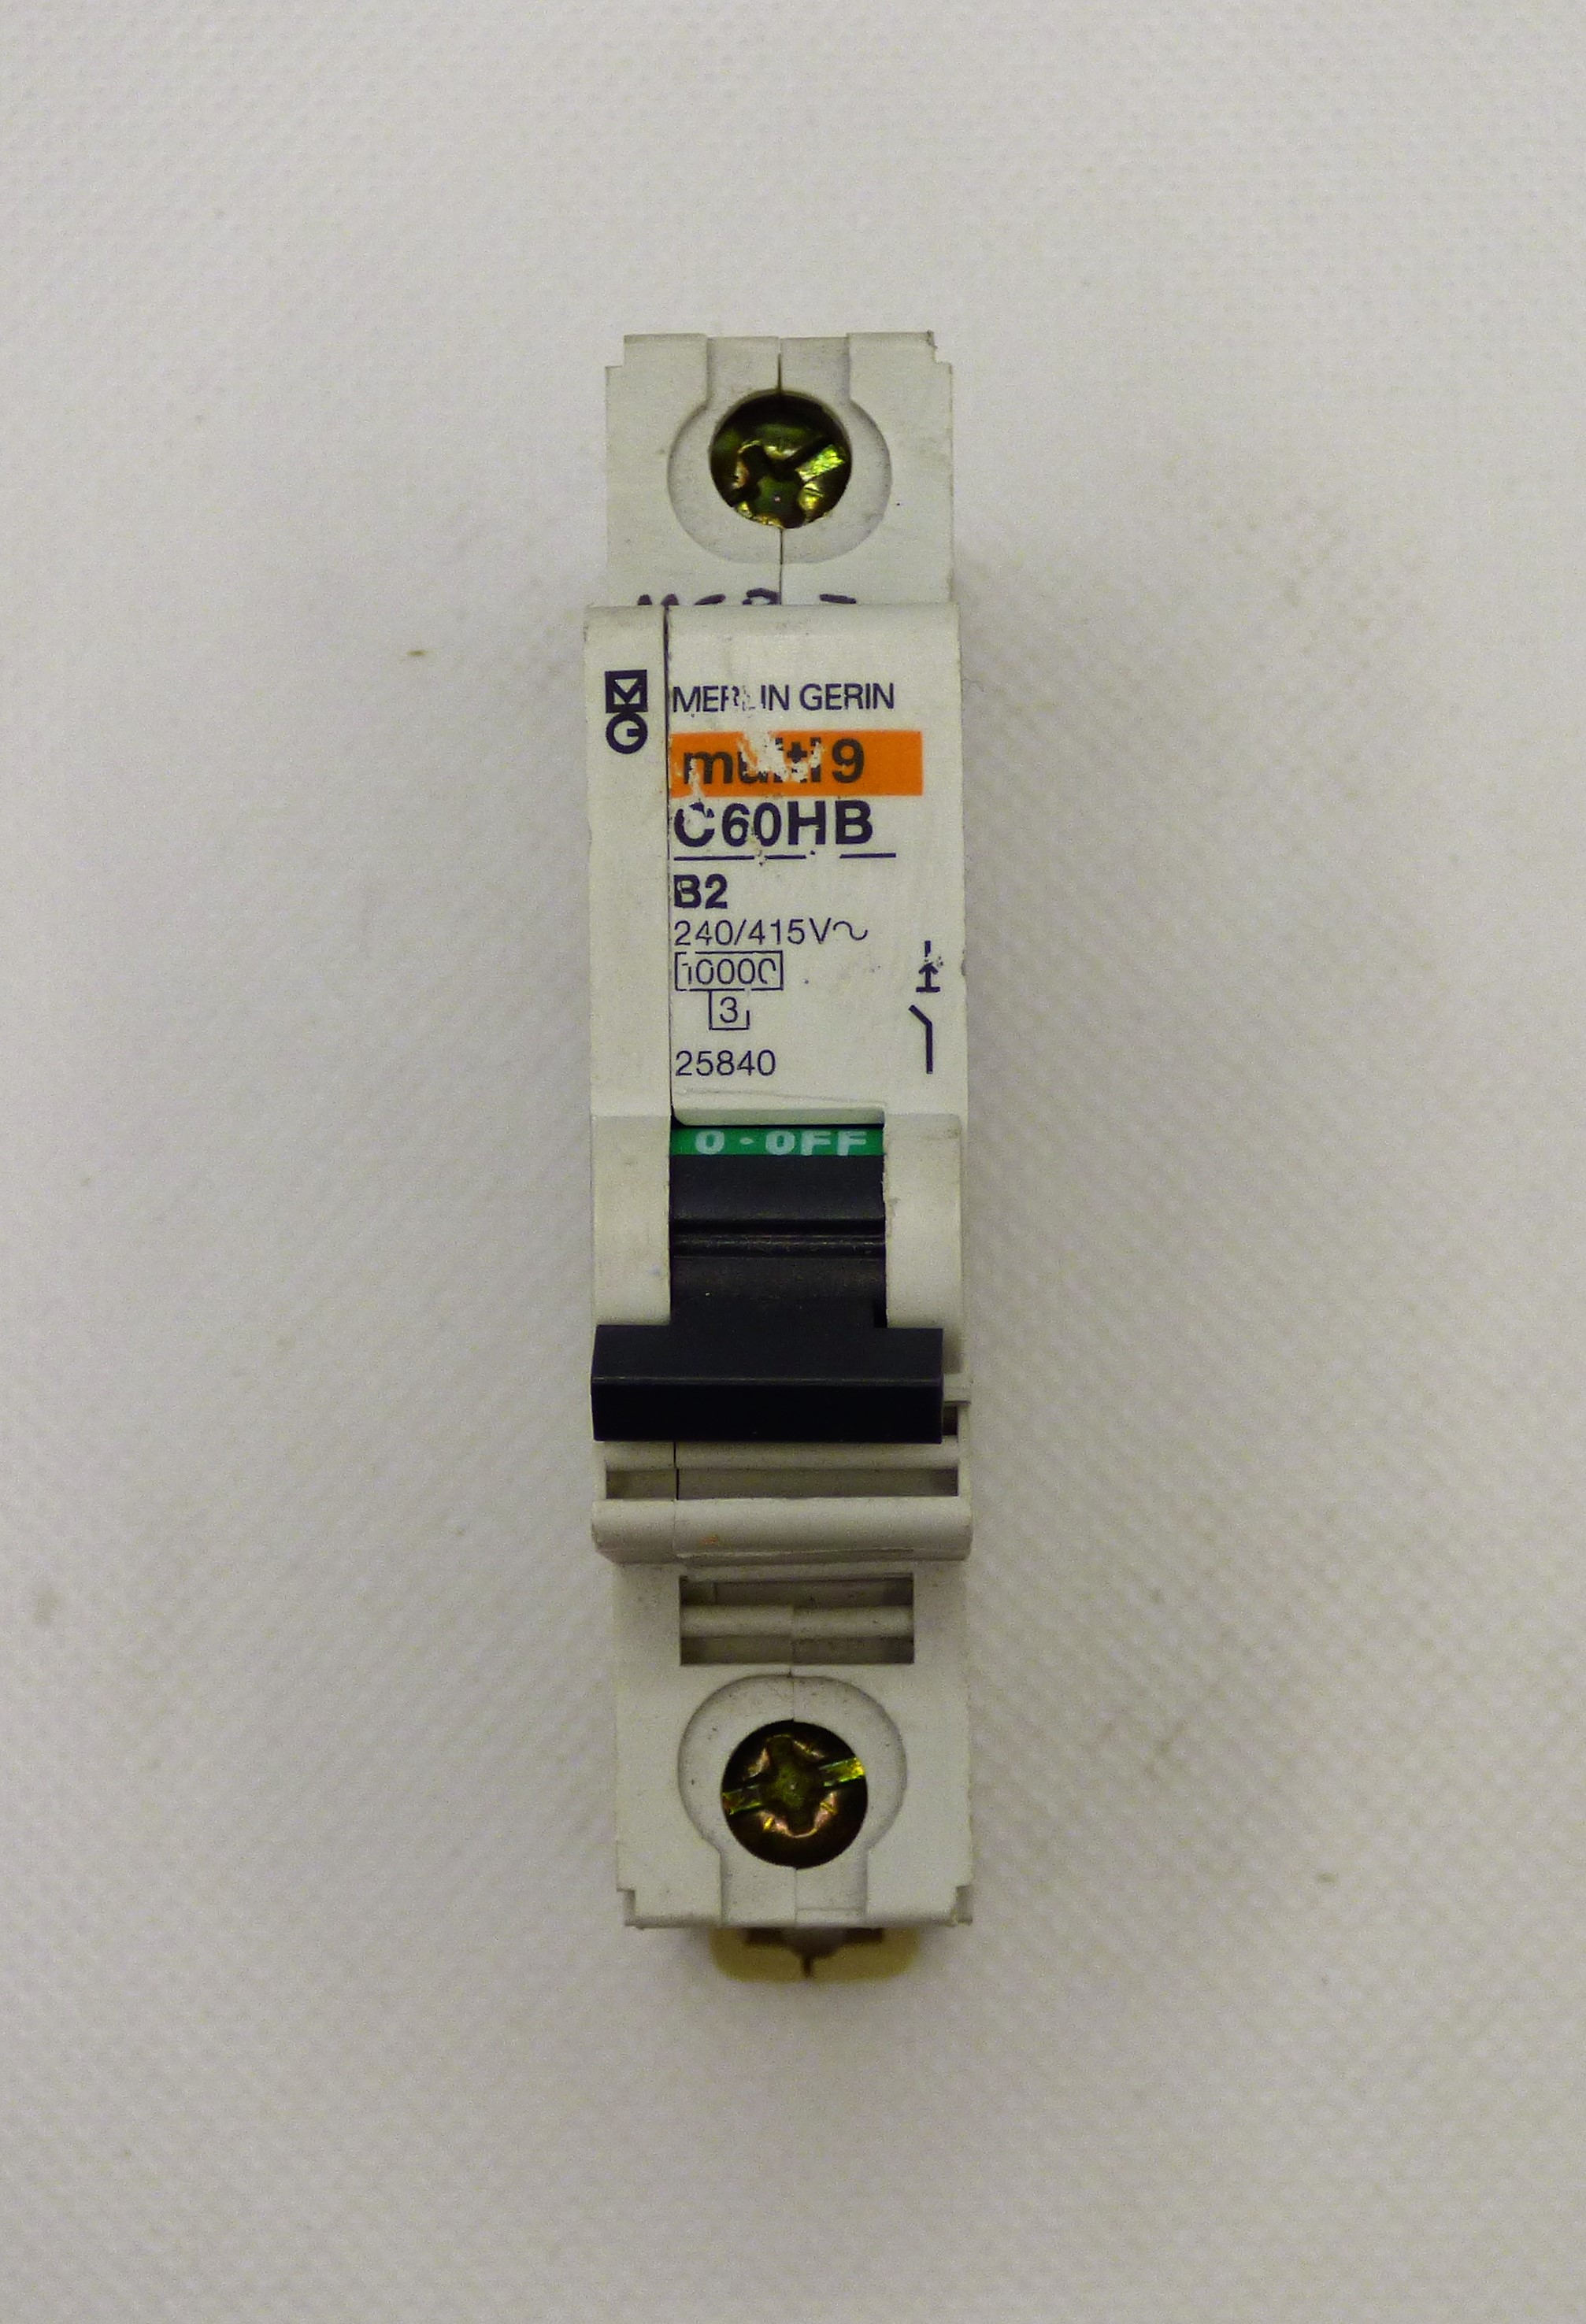 MERLIN GERIN
multi 9
C60HB
B2
240/415V~
10000
3
25840
O - OFF